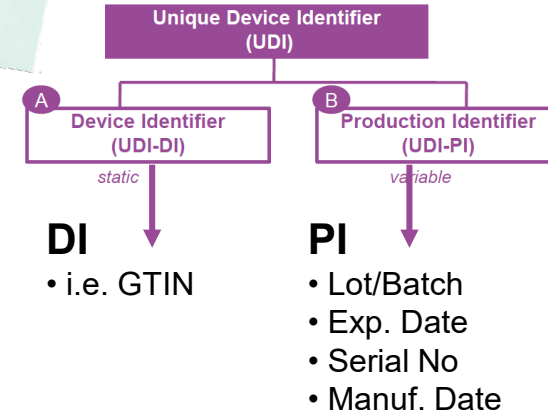 Unique Device Identifier
(UDI)
A
Device Identifier
(UDI-DI)
static
B
Production Identifier
(UDI-PI)
variable
DI
• i.e. GTIN
PI
• Lot/Batch
• Exp. Date
• Serial No
• Manuf. Date